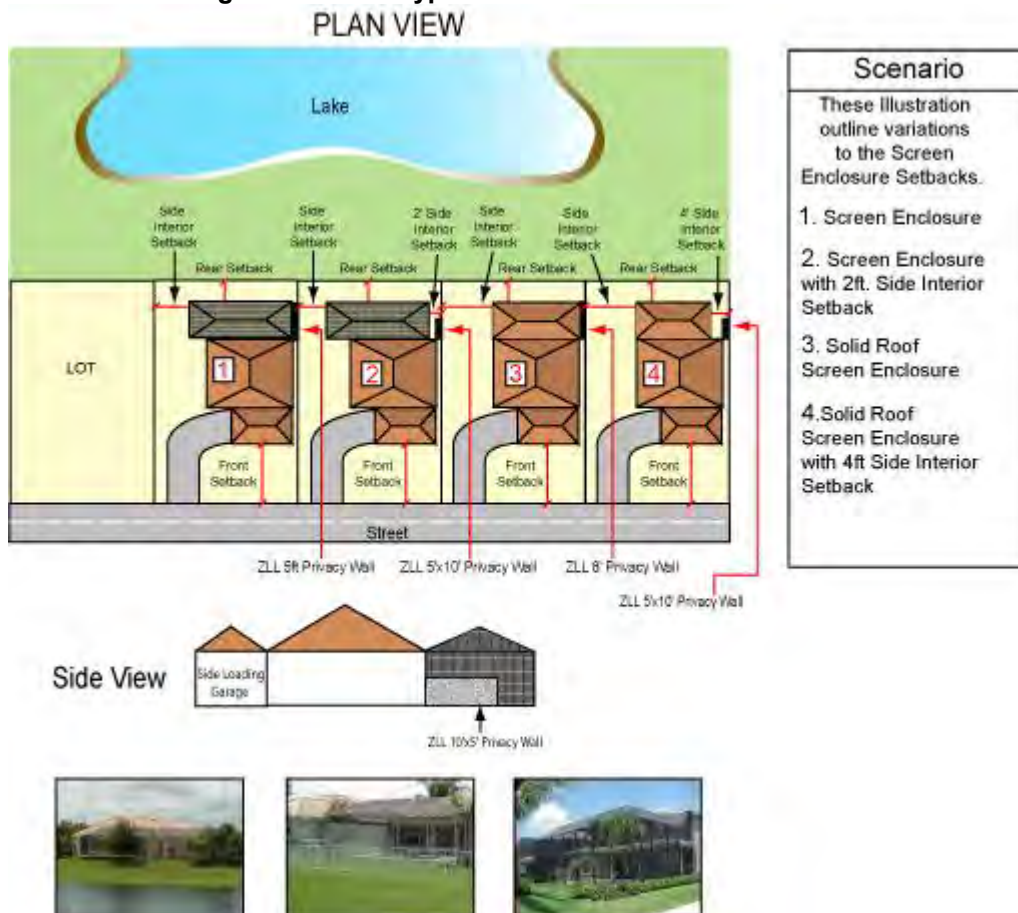 PLAN VIEW
Lake
Side
Interior
Setback
Side
Interior
Setback
2' Side
Interior
Setback
Side
Interior
Setback
Side
Interior
Setback
4' Side
Interior
Setback
Rear Setback
Rear Setback
Rear Setback
Rear Setback
LOT
1
2
3
4
Front
Setback
Front
Setback
Front
Setback
Front
Setback
Street
ZLL 5ft Privacy Wall
ZLL 5'x10' Privacy Wall
ZLL 8' Privacy Wall
ZLL 5'x10' Privacy Wall
Scenario
These Illustration
outline variations
to the Screen
Enclosure Setbacks.
1. Screen Enclosure
2. Screen Enclosure
with 2ft. Side Interior
Setback
3. Solid Roof
Screen Enclosure
4.Solid Roof
Screen Enclosure
with 4ft Side Interior
Setback
Side View
Side Loading
Garage
ZLL 10'x5' Privacy Wall